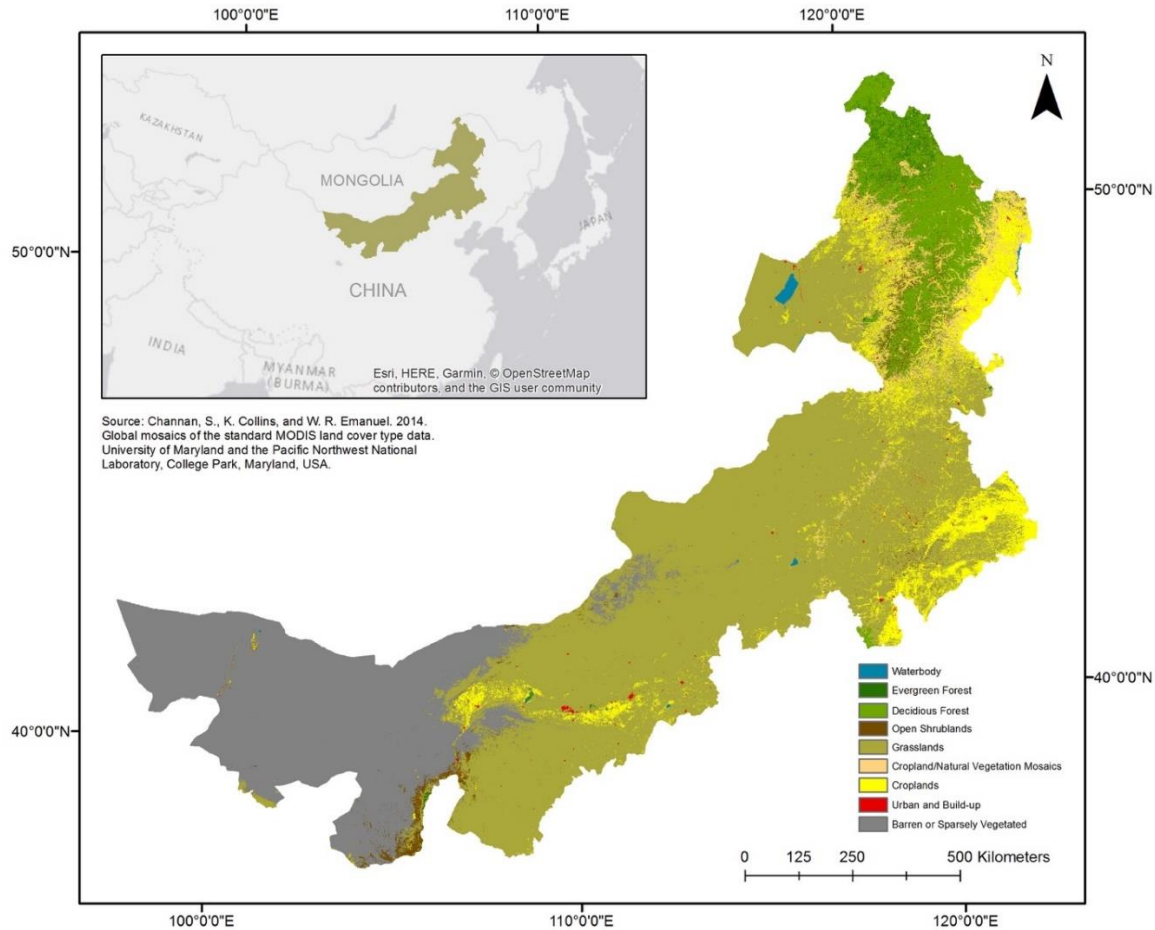 100°0'0"E 110°0'0"E 120°0'0"E
N
KAZAKHSTAN
MONGOLIA
JAPAN
50°0'0"N
50°0'0"N
CHINA
INDIA
MYANMAR
(BURMA)
Esri, HERE, Garmin, © OpenStreetMap
contributors, and the GIS user community
Source: Channan, S., K. Collins, and W. R. Emanuel. 2014.
Global mosaics of the standard MODIS land cover type data.
University of Maryland and the Pacific Northwest National
Laboratory, College Park, Maryland, USA.
Waterbody
Evergreen Forest
Decidious Forest
Open Shrublands
Grasslands
Cropland/Natural Vegetation Mosaics
Croplands
Urban and Build-up
Barren or Sparsely Vegetated
40°0'0"N
40°0'0"N
0 125 250 500 Kilometers
100°0'0"E 110°0'0"E 120°0'0"E